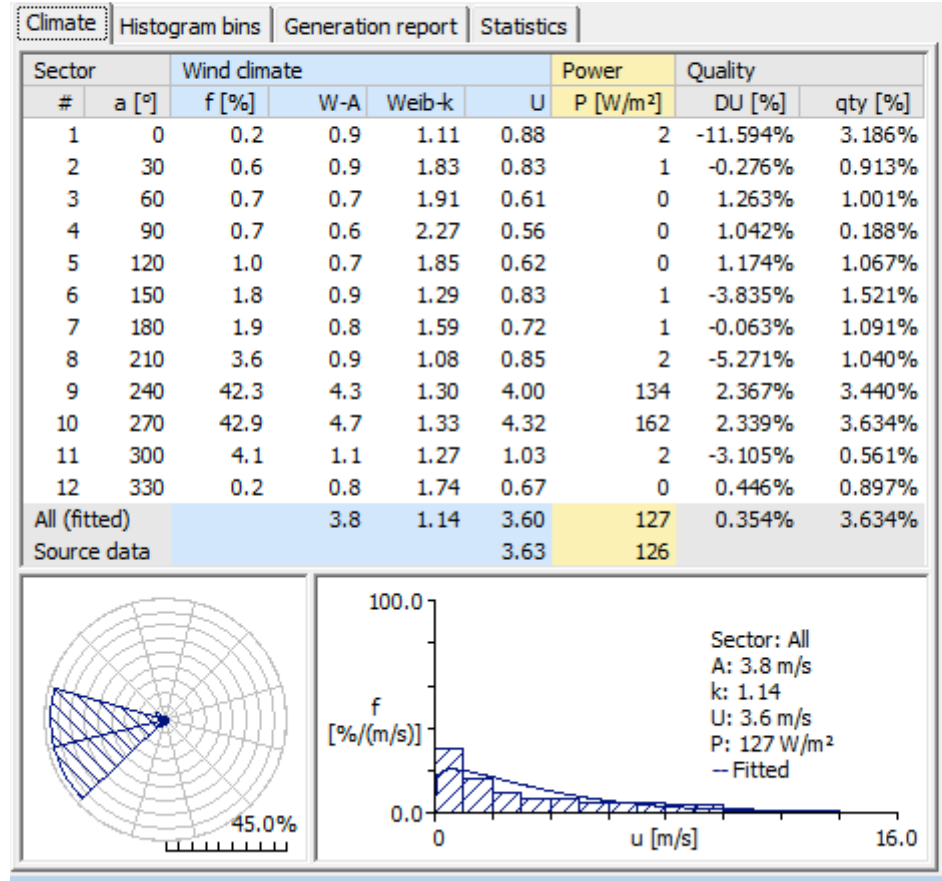 Climate Histogram bins Generation report Statistics
Sector Wind climate Power Quality
# a [°] f [%] W-A Weib-k U P [W/m²] DU [%] qty [%]
1 0 0.2 0.9 1.11 0.88 2 -11.594% 3.186%
2 30 0.6 0.9 1.83 0.83 1 -0.276% 0.913%
3 60 0.7 0.7 1.91 0.61 0 1.263% 1.001%
4 90 0.7 0.6 2.27 0.56 0 1.042% 0.188%
5 120 1.0 0.7 1.85 0.62 0 1.174% 1.067%
6 150 1.8 0.9 1.29 0.83 1 -3.835% 1.521%
7 180 1.9 0.8 1.59 0.72 1 -0.063% 1.091%
8 210 3.6 0.9 1.08 0.85 2 -5.271% 1.040%
9 240 42.3 4.3 1.30 4.00 134 2.367% 3.440%
10 270 42.9 4.7 1.33 4.32 162 2.339% 3.634%
11 300 4.1 1.1 1.27 1.03 2 -3.105% 0.561%
12 330 0.2 0.8 1.74 0.67 0 0.446% 0.897%
All (fitted) 3.8 1.14 3.60 127 0.354% 3.634%
Source data 3.63 126
45.0%
100.0
f
[%/(m/s)]
0.0
0 u [m/s] 16.0
Sector: All
A: 3.8 m/s
k: 1.14
U: 3.6 m/s
P: 127 W/m²
-- Fitted